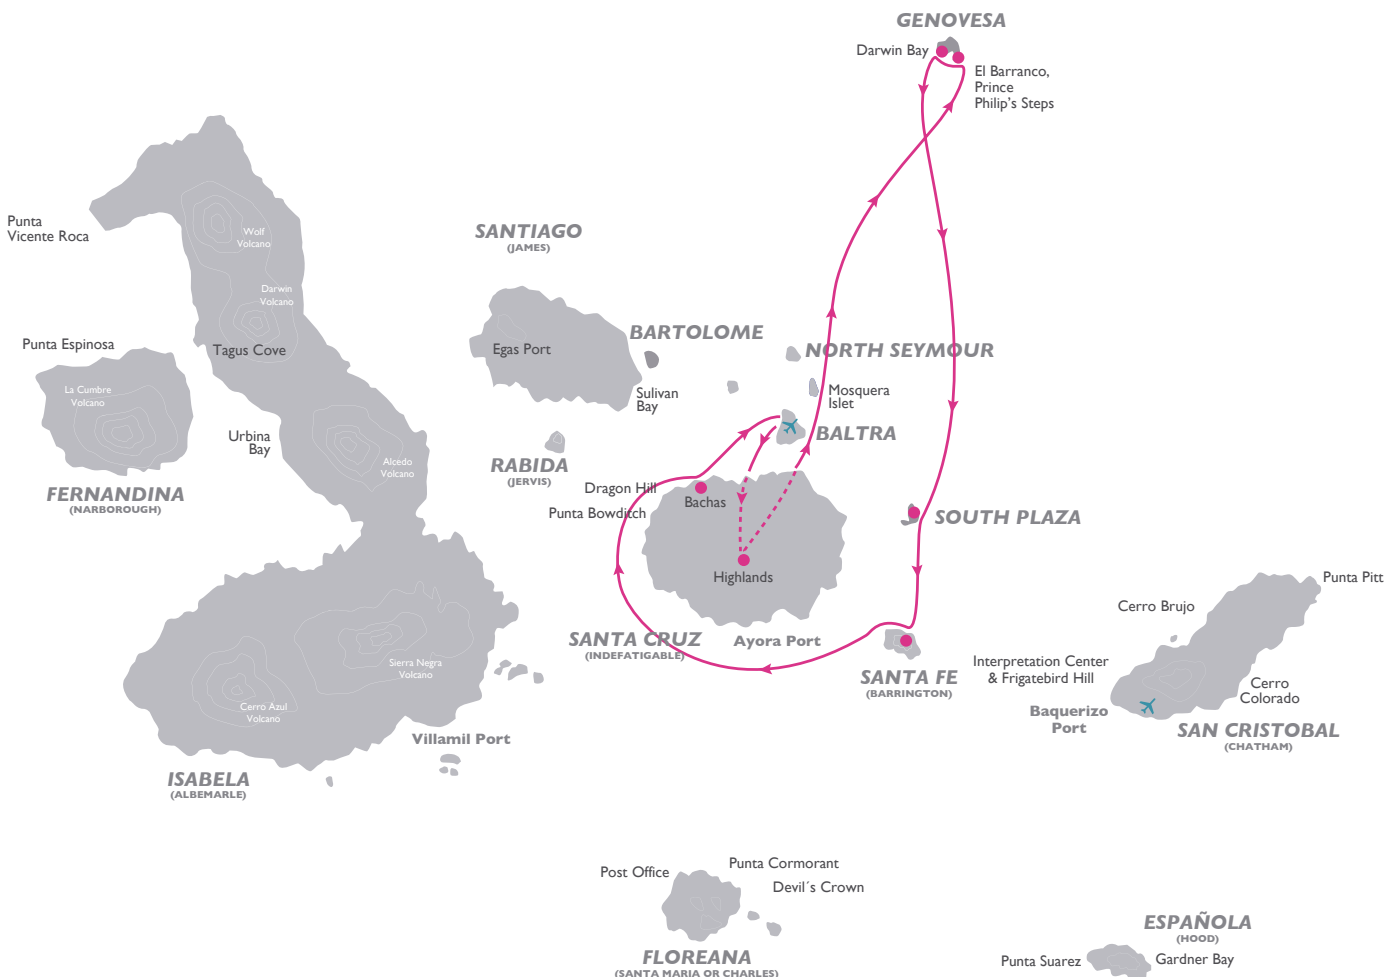 GENOVESA
Darwin Bay
El Barranco,
Prince
Philip's Steps
Punta
Vicente Roca
Wolf
Volcano
Darwin
Volcano
SANTIAGO
(JAMES)
BARTOLOME
NORTH SEYMOUR
Punta Espinosa
Tagus Cove
Egas Port
La Cumbre
Volcano
Sulivan
Bay
Mosquera
Islet
Urbina
Bay
BALTRA
Alcedo
Volcano
RABIDA
(JERVIS)
FERNANDINA
(NARBOROUGH)
Dragon Hill
Bachas
Punta Bowditch
SOUTH PLAZA
Highlands
Punta Pitt
Cerro Brujo
SANTA CRUZ
(INDEFATIGABLE)
Ayora Port
SANTA FE
(BARRINGTON)
Interpretation Center
& Frigatebird Hill
Sierra Negra
Volcano
Cerro Azul
Volcano
Cerro
Colorado
Baquerizo
Port
SAN CRISTOBAL
(CHATHAM)
Villamil Port
ISABELA
(ALBEMARLE)
Post Office
Punta Cormorant
Devil´s Crown
FLOREANA
(SANTA MARIA OR CHARLES)
ESPAÑOLA
(HOOD)
Punta Suarez
Gardner Bay